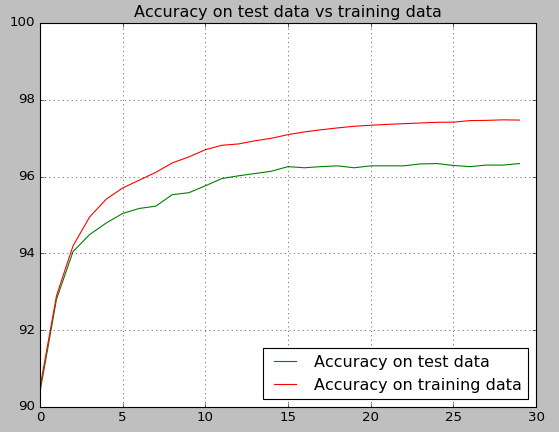 Accuracy on test data vs training data
100
98
96
94
92
90
0 5 10 15 20 25 30
Accuracy on test data
Accuracy on training data